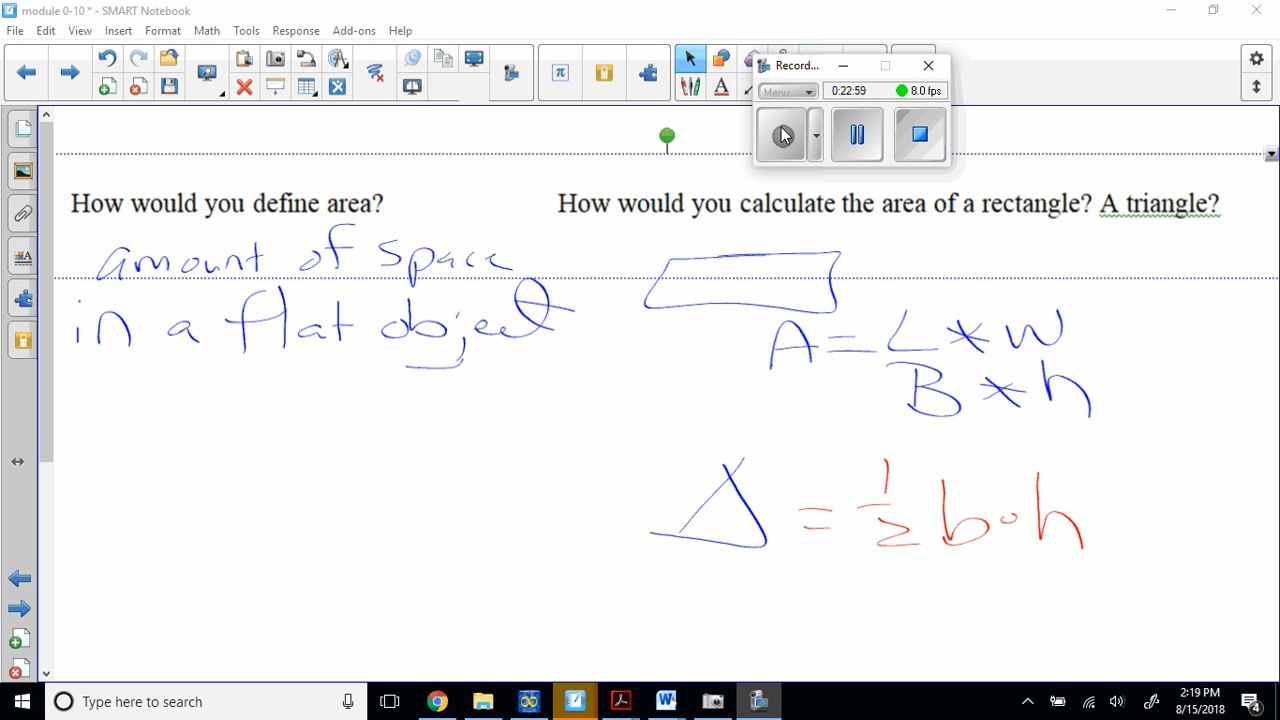 module 0-10 * - SMART Notebook
File Edit View Insert Format Math Tools Response Add-ons Help
Record...
Menu 0:22:59 8.0 fps
How would you define area?
How would you calculate the area of a rectangle? A triangle?
amount of space
in a flat object
A = L * W
B * h
= 1/2 b · h
Type here to search
2:19 PM
8/15/2018
4